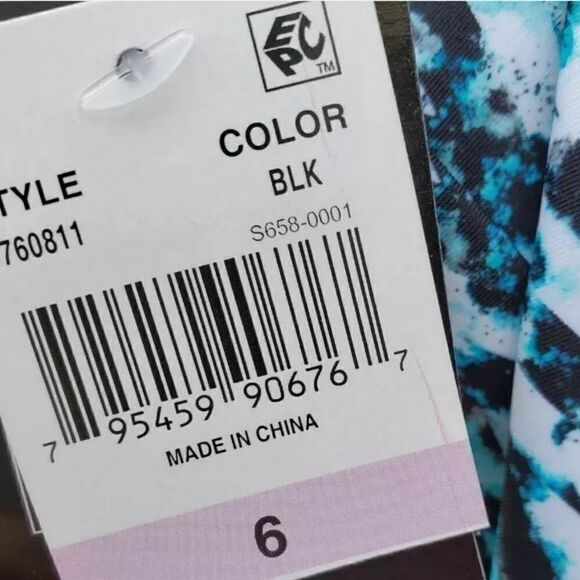 EPC
TM
COLOR
BLK
TYLE
760811
S658-0001
7 95459 90676 7
MADE IN CHINA
6